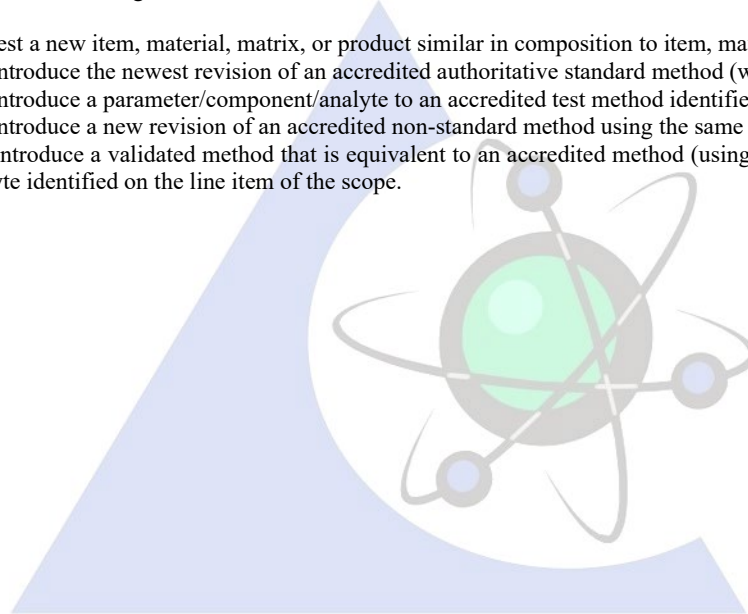 est a new item, material, matrix, or product similar in composition to item, ma
ntroduce the newest revision of an accredited authoritative standard method (w
ntroduce a parameter/component/analyte to an accredited test method identifie
ntroduce a new revision of an accredited non-standard method using the same
ntroduce a validated method that is equivalent to an accredited method (using
te identified on the line item of the scope.